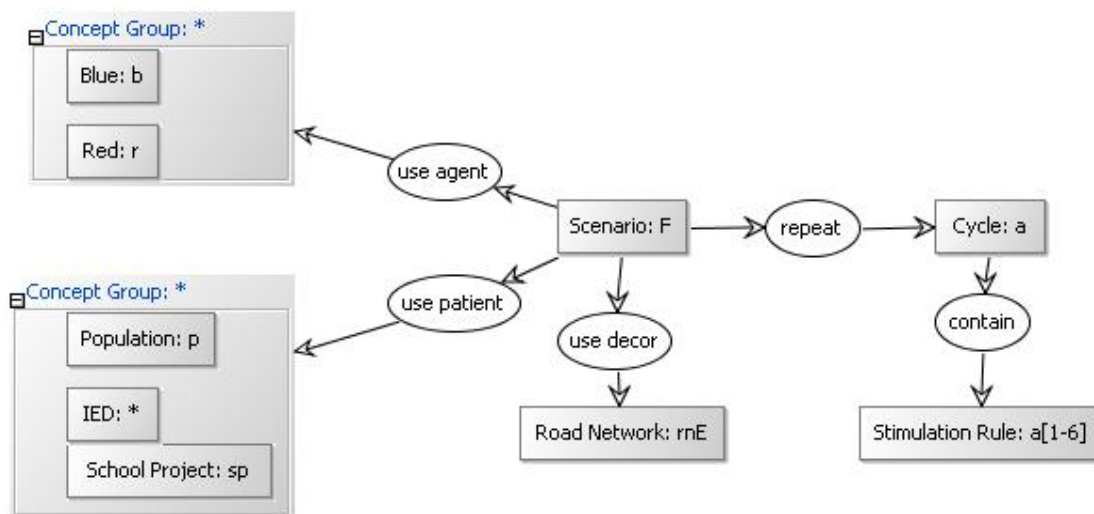 Concept Group: *
Blue: b
Red: r
use agent
Scenario: F
repeat
Cycle: a
Concept Group: *
use patient
Population: p
use decor
contain
IED: *
Road Network: rnE
Stimulation Rule: a[1-6]
School Project: sp